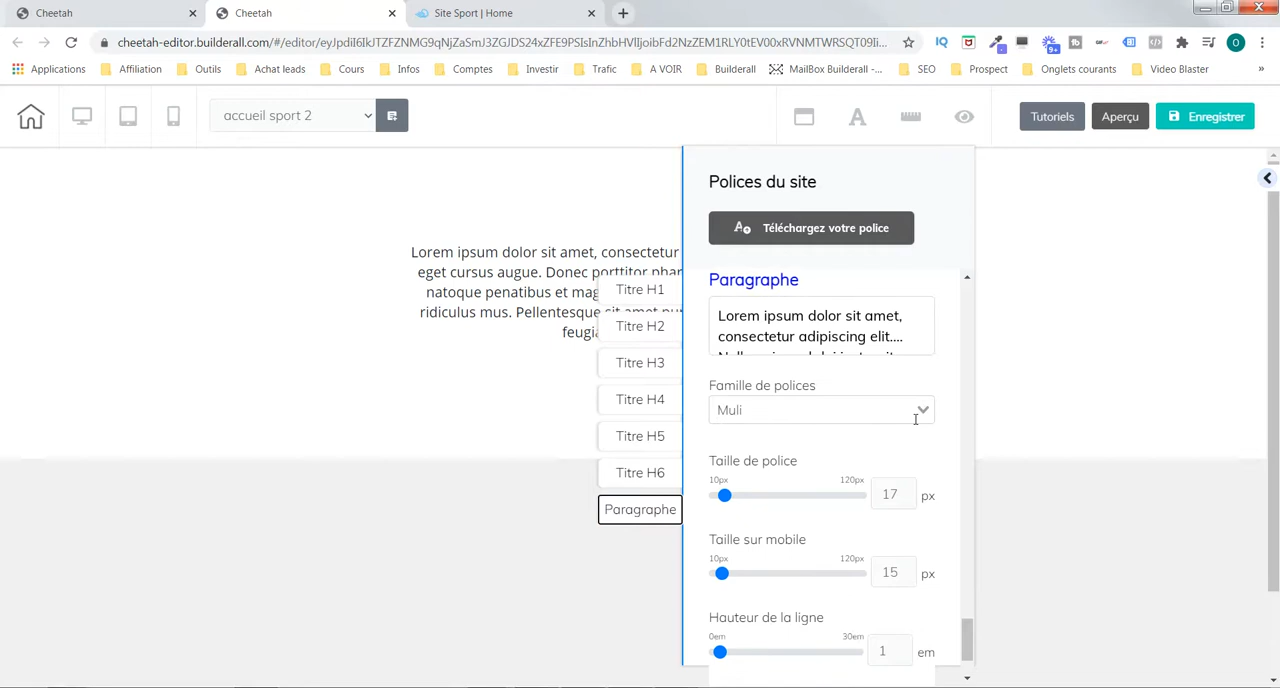 Cheetah
Cheetah
Site Sport | Home
cheetah-editor.builderall.com/#/editor/eyJpdiI6IkJTZFZNMG9qNjZaSmJ3ZGJDS24xZFE9PSIsInZhbHVlIjoibFd2NzZEM1RLY0tEV00xRVNMTWRSQT09Ii...
Applications
Affiliation
Outils
Achat leads
Cours
Infos
Comptes
Investir
Trafic
A VOIR
Builderall
MailBox Builderall -...
SEO
Prospect
Onglets courants
Video Blaster
»
accueil sport 2
Tutoriels
Aperçu
Enregistrer
Polices du site
Téléchargez votre police
Lorem ipsum dolor sit amet, consectetur
eget cursus augue. Donec porttitor
natoque penatibus et
ridiculus mus. Pellentesque
Titre H1
Titre H2
Titre H3
Titre H4
Titre H5
Titre H6
Paragraphe
Paragraphe
Lorem ipsum dolor sit amet,
consectetur adipiscing elit....
Famille de polices
Muli
Taille de police
10px
120px
17
px
Taille sur mobile
10px
120px
15
px
Hauteur de la ligne
0em
30em
1
em